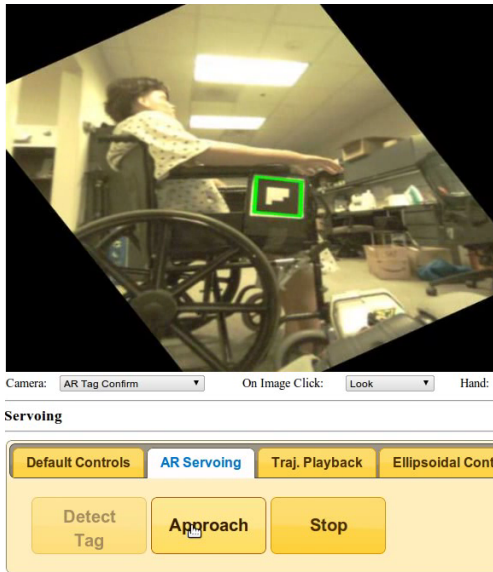 Camera: AR Tag Confirm On Image Click: Look Hand:
Servoing
Default Controls AR Servoing Traj. Playback Ellipsoidal Cont
Detect Tag Approach Stop